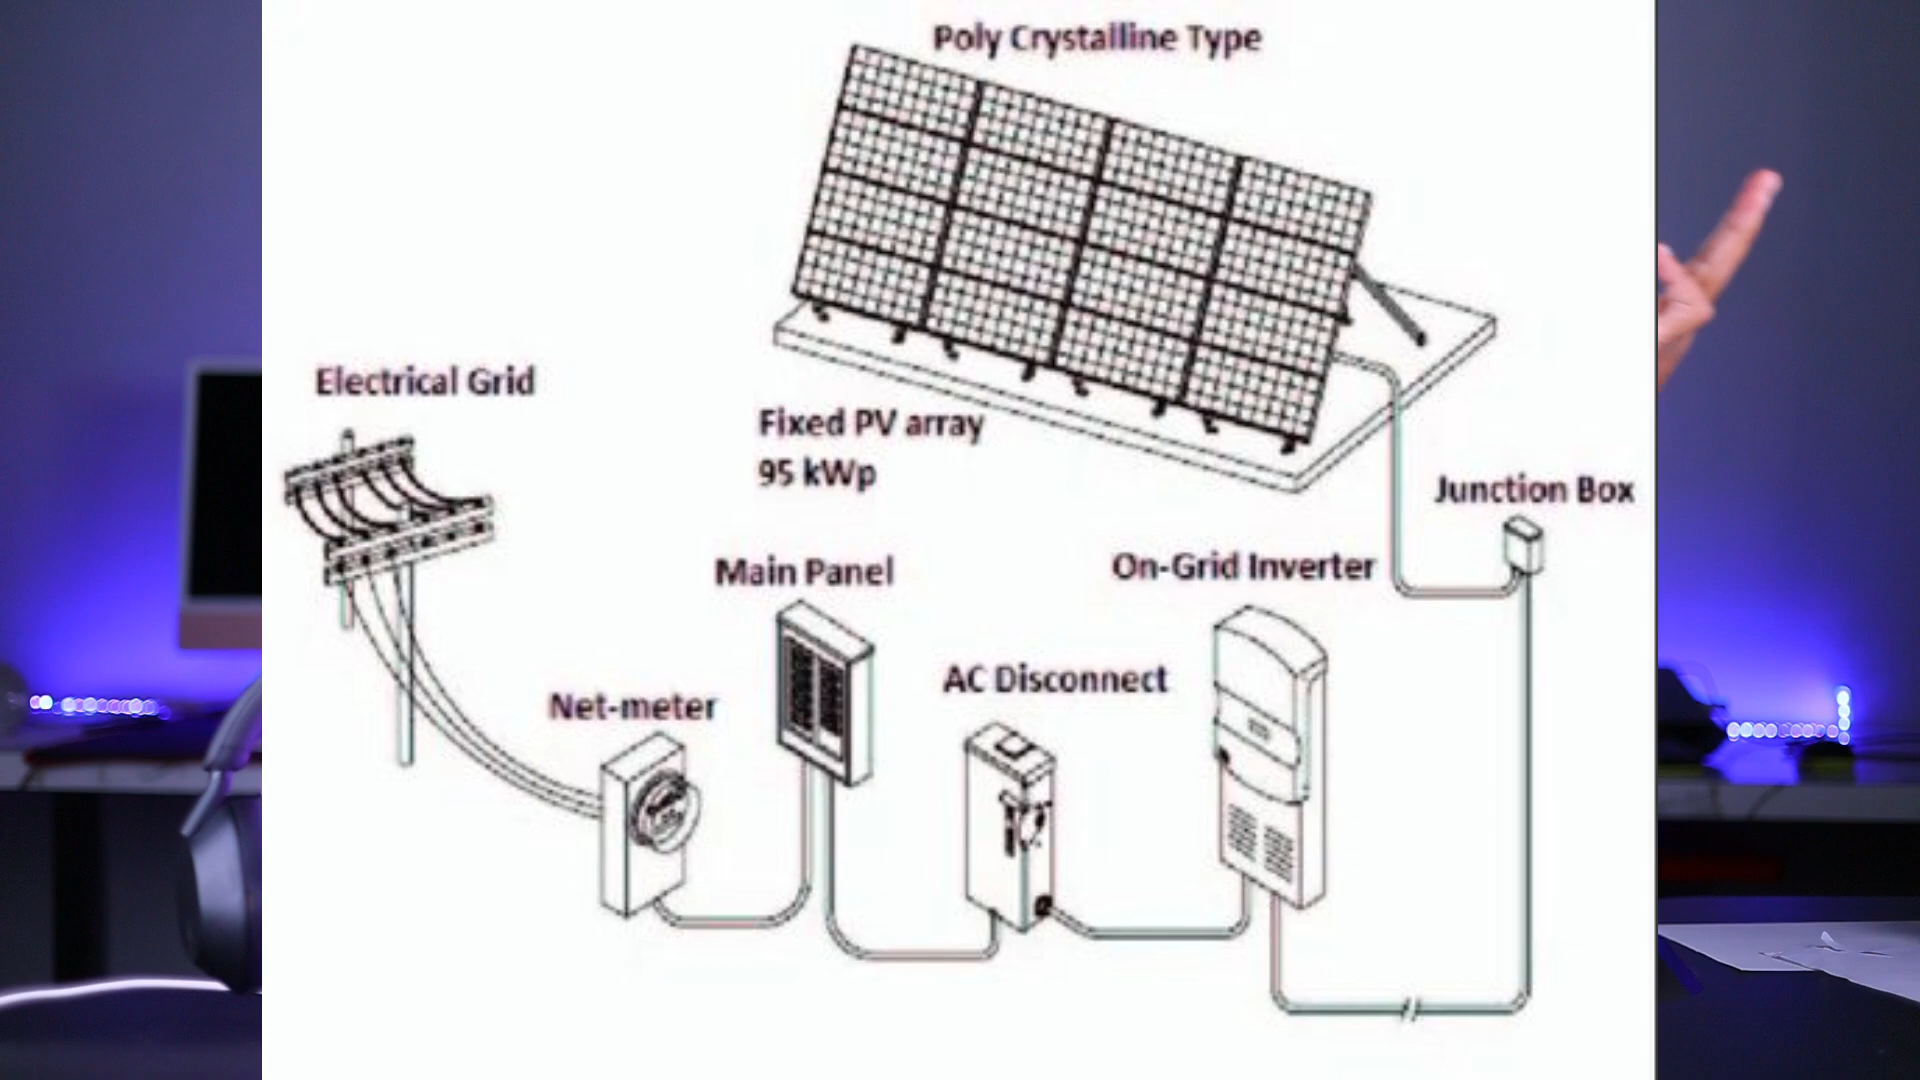 Poly Crystalline Type
Electrical Grid
Fixed PV array
95 kWp
Junction Box
Main Panel
On-Grid Inverter
AC Disconnect
Net-meter